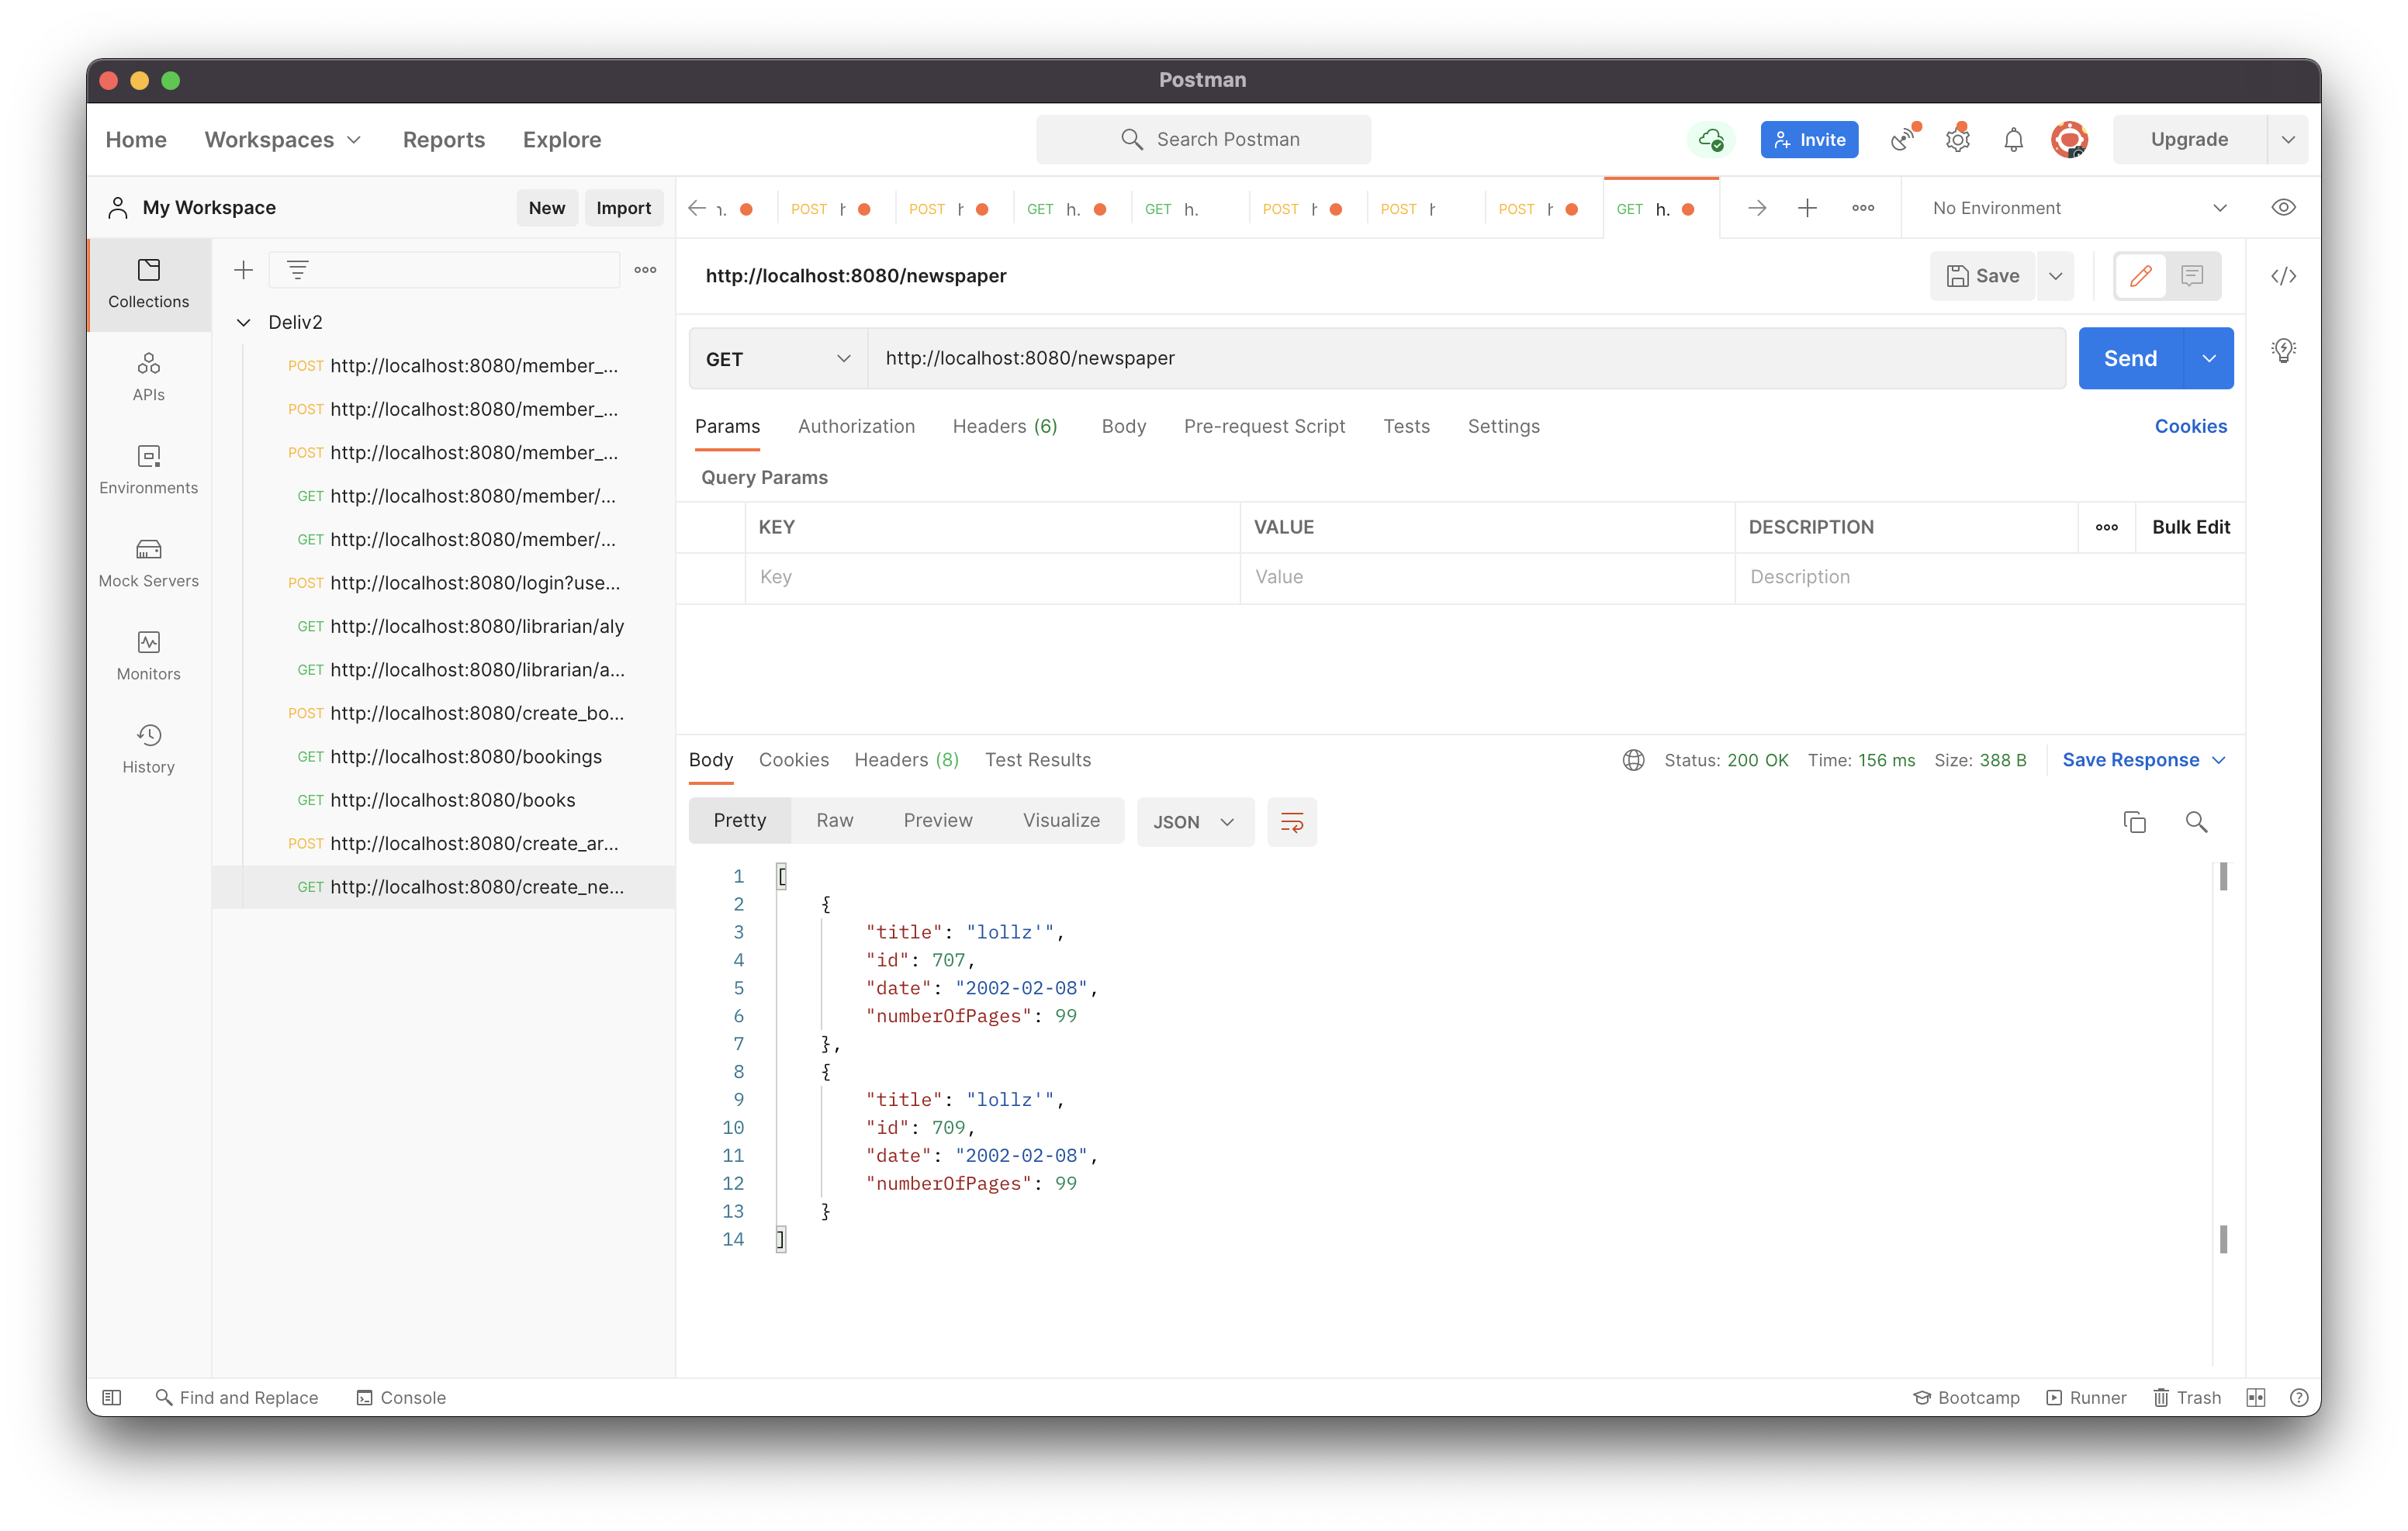 Postman
Home Workspaces Reports Explore
Search Postman
Invite
Upgrade
My Workspace
New Import
POST
POST
GET h.
GET h.
POST
POST
POST
GET h.
No Environment
Collections
APIs
Environments
Mock Servers
Monitors
History
Deliv2
POST http://localhost:8080/member_...
POST http://localhost:8080/member_...
POST http://localhost:8080/member_...
GET http://localhost:8080/member/...
GET http://localhost:8080/member/...
POST http://localhost:8080/login?use...
GET http://localhost:8080/librarian/aly
GET http://localhost:8080/librarian/a...
POST http://localhost:8080/create_bo...
GET http://localhost:8080/bookings
GET http://localhost:8080/books
POST http://localhost:8080/create_ar...
GET http://localhost:8080/create_ne...
http://localhost:8080/newspaper
Save
GET http://localhost:8080/newspaper
Send
Params Authorization Headers (6) Body Pre-request Script Tests Settings Cookies
Query Params
KEY VALUE DESCRIPTION ooo Bulk Edit
Key Value Description
Body Cookies Headers (8) Test Results
Status: 200 OK Time: 156 ms Size: 388 B Save Response
Pretty Raw Preview Visualize JSON
1 [
2 {
3 "title": "lollz'",
4 "id": 707,
5 "date": "2002-02-08",
6 "numberOfPages": 99
7 },
8 {
9 "title": "lollz'",
10 "id": 709,
11 "date": "2002-02-08",
12 "numberOfPages": 99
13 }
14 ]
Find and Replace Console
Bootcamp Runner Trash